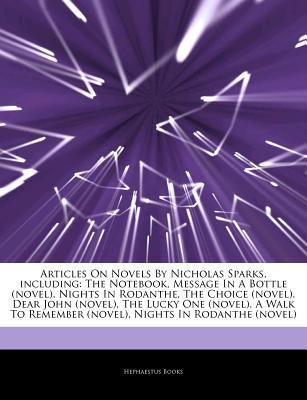 Articles On Novels By Nicholas Sparks,
including: The Notebook, Message In A Bottle
(novel), Nights In Rodanthe, The Choice (novel),
Dear John (novel), The Lucky One (novel), A Walk
To Remember (novel), Nights In Rodanthe (novel)
Hephaestus Books